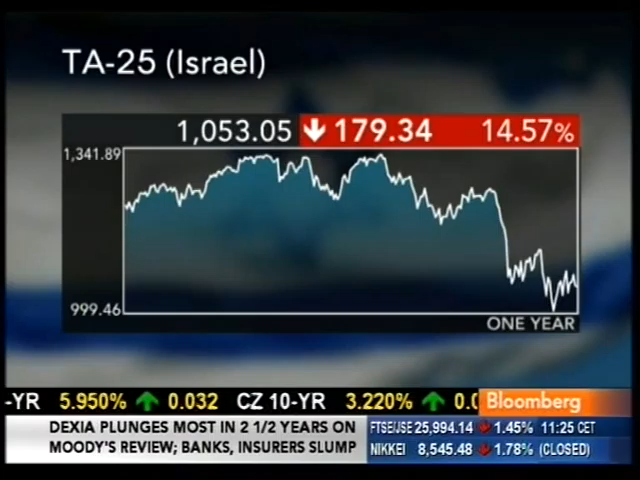 TA-25 (Israel)
1,053.05 179.34 14.57%
1,341.89
999.46
ONE YEAR
-YR 5.950% 0.032 CZ 10-YR 3.220% 0.0 Bloomberg
DEXIA PLUNGES MOST IN 2 1/2 YEARS ON
MOODY'S REVIEW; BANKS, INSURERS SLUMP
FTSEIJSE 25,994.14 1.45% 11:25 CET
NIKKEI 8,545.48 1.78% (CLOSED)